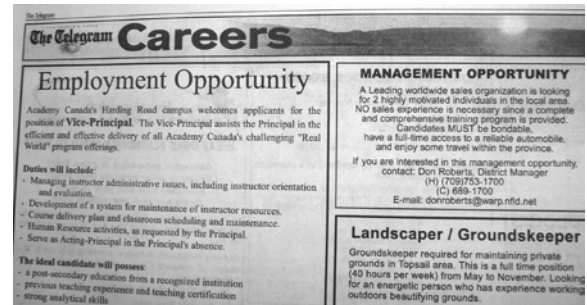 The Telegram
The Telegram Careers
Employment Opportunity
Academy Canada's Harding Road campus welcomes applicants for the
position of Vice-Principal. The Vice-Principal assists the Principal in the
efficient and effective delivery of all Academy Canada's challenging "Real
World" program offerings.
Duties will include:
- Managing instructor administrative issues, including instructor orientation
and evaluation.
- Development of a system for maintenance of instructor resources.
- Course delivery plan and classroom scheduling and maintenance.
- Human Resource activities, as requested by the Principal.
- Serve as Acting-Principal in the Principal's absence.
The ideal candidate will possess:
- a post-secondary education from a recognized institution
- previous teaching experience and teaching certification
- strong analytical skills
MANAGEMENT OPPORTUNITY
A Leading worldwide sales organization is looking
for 2 highly motivated individuals in the local area.
NO sales experience is necessary since a complete
and comprehensive training program is provided.
Candidates MUST be bondable,
have a full-time access to a reliable automobile,
and enjoy some travel within the province.
If you are interested in this management opportunity,
contact: Don Roberts, District Manager
(H) (709)753-1700
(C) 689-1700
E-mail: donroberts@warp.nfld.net
Landscaper / Groundskeeper
Groundskeeper required for maintaining private
grounds in Topsail area. This is a full time position
(40 hours per week) from May to November. Looking
for an energetic person who has experience working
outdoors beautifying grounds.